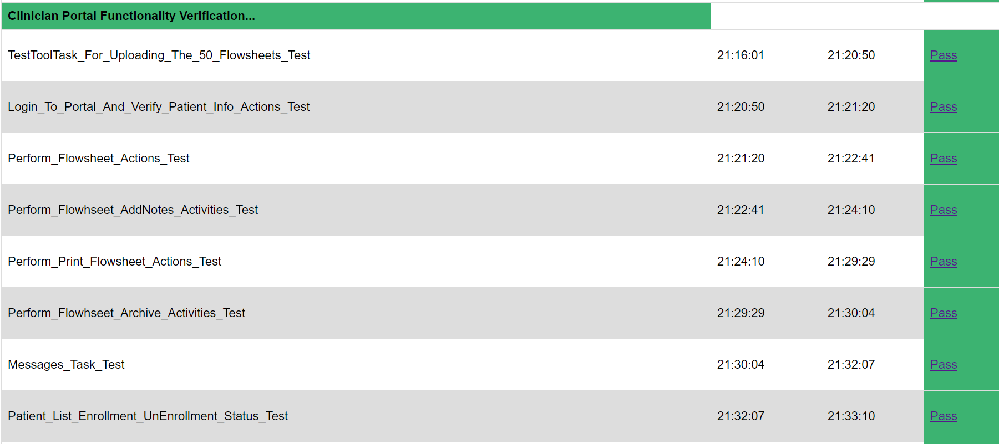 Clinician Portal Functionality Verification...
TestToolTask_For_Uploading_The_50_Flowsheets_Test 21:16:01 21:20:50 Pass
Login_To_Portal_And_Verify_Patient_Info_Actions_Test 21:20:50 21:21:20 Pass
Perform_Flowsheet_Actions_Test 21:21:20 21:22:41 Pass
Perform_Flowhseet_AddNotes_Activities_Test 21:22:41 21:24:10 Pass
Perform_Print_Flowsheet_Actions_Test 21:24:10 21:29:29 Pass
Perform_Flowhseet_Archive_Activities_Test 21:29:29 21:30:04 Pass
Messages_Task_Test 21:30:04 21:32:07 Pass
Patient_List_Enrollment_UnEnrollment_Status_Test 21:32:07 21:33:10 Pass